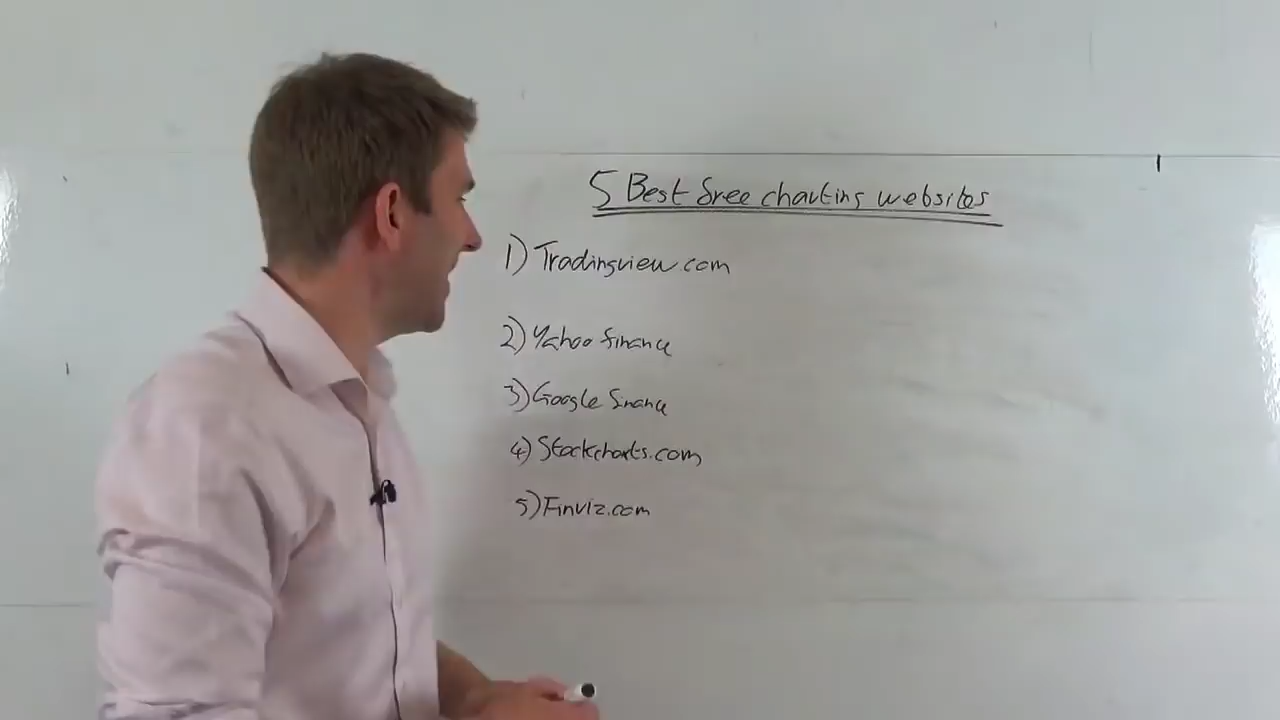 5 Best free charting websites
1) Tradingview.com
2) Yahoo finance
3) Google finance
4) Stockcharts.com
5) Finviz.com